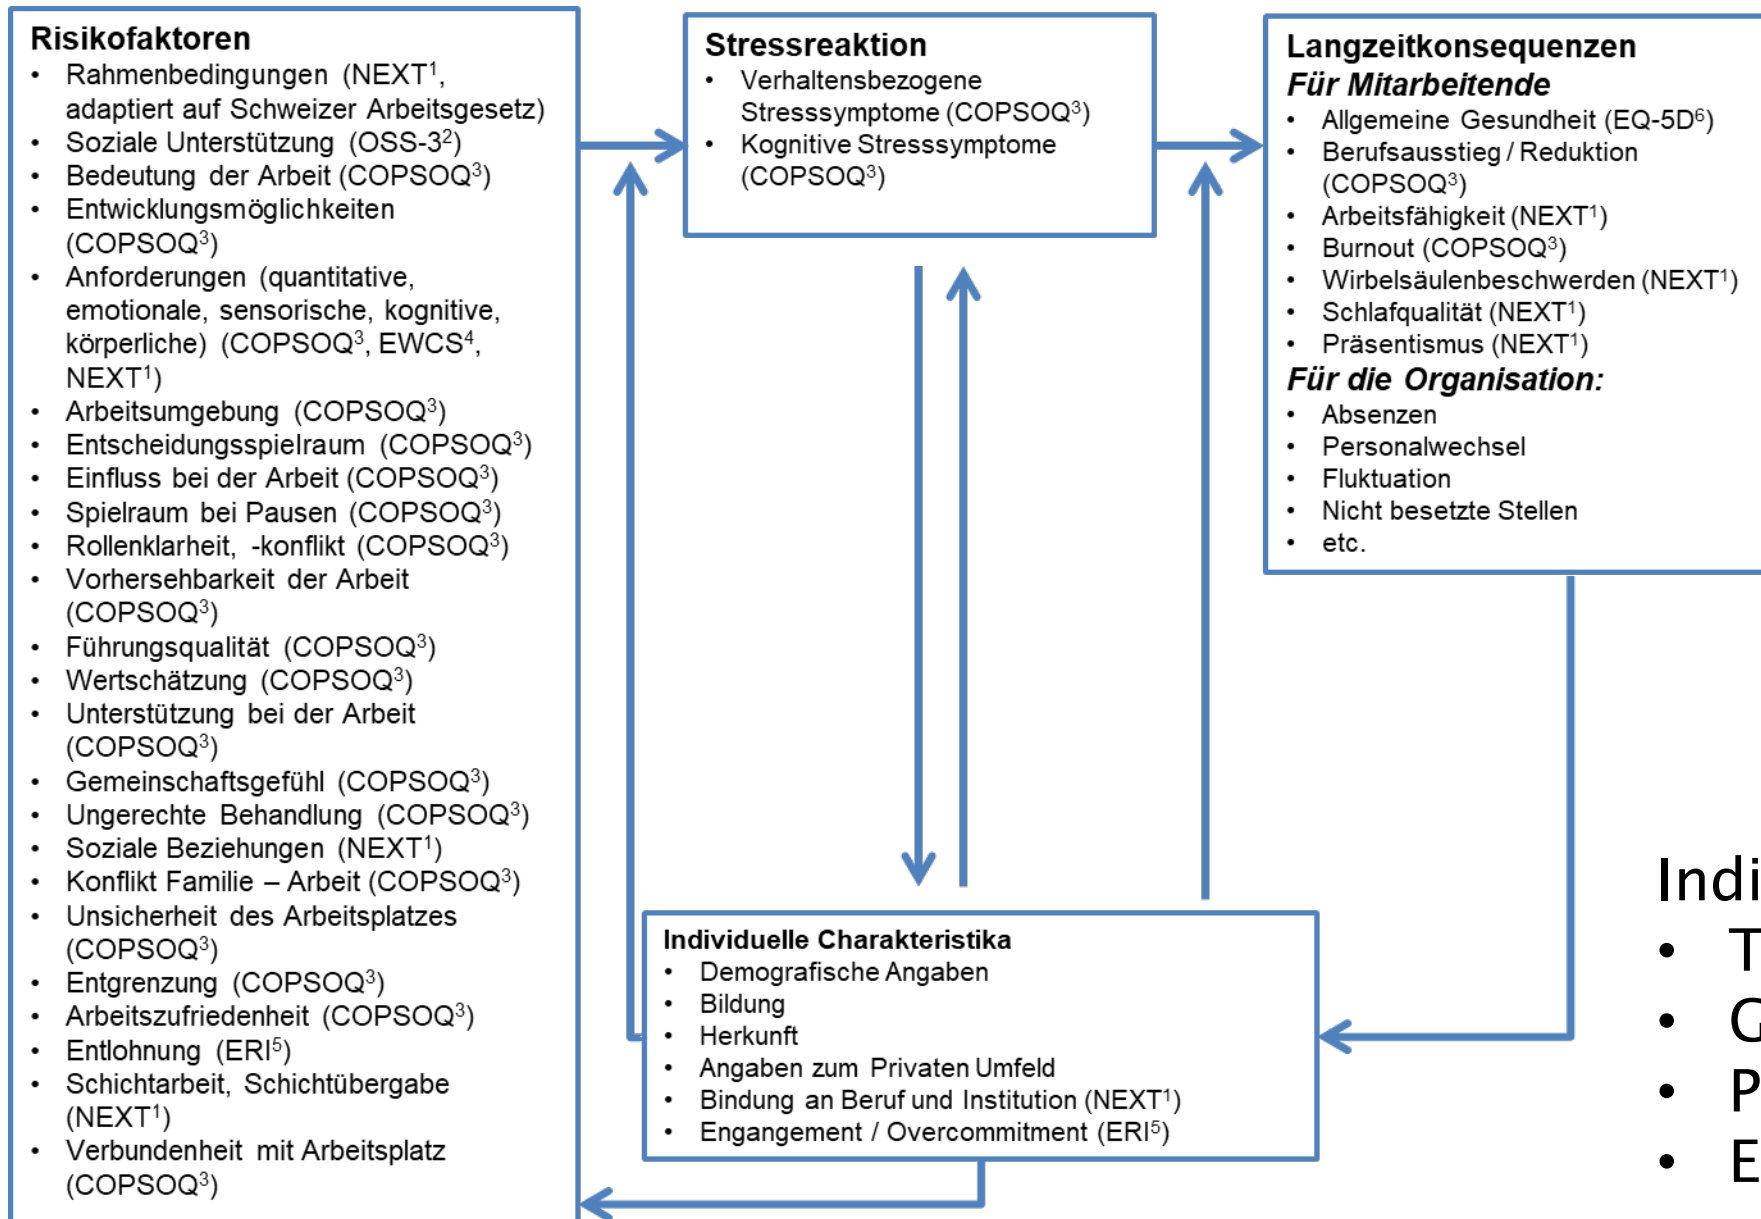 Risikofaktoren
• Rahmenbedingungen (NEXT¹,
adaptiert auf Schweizer Arbeitsgesetz)
• Soziale Unterstützung (OSS-3²)
• Bedeutung der Arbeit (COPSOQ³)
• Entwicklungsmöglichkeiten
(COPSOQ³)
• Anforderungen (quantitative,
emotionale, sensorische, kognitive,
körperliche) (COPSOQ³, EWCS⁴,
NEXT¹)
• Arbeitsumgebung (COPSOQ³)
• Entscheidungsspielraum (COPSOQ³)
• Einfluss bei der Arbeit (COPSOQ³)
• Spielraum bei Pausen (COPSOQ³)
• Rollenklarheit, -konflikt (COPSOQ³)
• Vorhersehbarkeit der Arbeit
(COPSOQ³)
• Führungsqualität (COPSOQ³)
• Wertschätzung (COPSOQ³)
• Unterstützung bei der Arbeit
(COPSOQ³)
• Gemeinschaftsgefühl (COPSOQ³)
• Ungerechte Behandlung (COPSOQ³)
• Soziale Beziehungen (NEXT¹)
• Konflikt Familie – Arbeit (COPSOQ³)
• Unsicherheit des Arbeitsplatzes
(COPSOQ³)
• Entgrenzung (COPSOQ³)
• Arbeitszufriedenheit (COPSOQ³)
• Entlohnung (ERI⁵)
• Schichtarbeit, Schichtübergabe
(NEXT¹)
• Verbundenheit mit Arbeitsplatz
(COPSOQ³)
Stressreaktion
• Verhaltensbezogene
Stresssymptome (COPSOQ³)
• Kognitive Stresssymptome
(COPSOQ³)
Langzeitkonsequenzen
Für Mitarbeitende
• Allgemeine Gesundheit (EQ-5D⁶)
• Berufsausstieg / Reduktion
(COPSOQ³)
• Arbeitsfähigkeit (NEXT¹)
• Burnout (COPSOQ³)
• Wirbelsäulenbeschwerden (NEXT¹)
• Schlafqualität (NEXT¹)
• Präsentismus (NEXT¹)
Für die Organisation:
• Absenzen
• Personalwechsel
• Fluktuation
• Nicht besetzte Stellen
• etc.
Individuelle Charakteristika
• Demografische Angaben
• Bildung
• Herkunft
• Angaben zum Privaten Umfeld
• Bindung an Beruf und Institution (NEXT¹)
• Engangement / Overcommitment (ERI⁵)
Indi
• T
• G
• P
• E